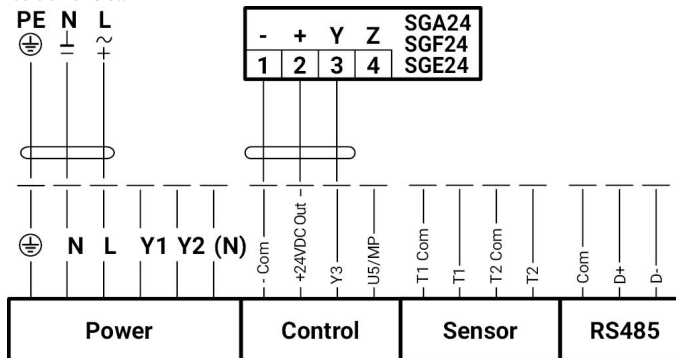 PE N L
- + Y Z
1 2 3 4
SGA24
SGF24
SGE24
N L Y1 Y2 (N)
- Com
+24VDC Out -
Y3
U5/MP
T1 Com
T1
T2 Com
T2
Com
D+
D-
Power
Control
Sensor
RS485